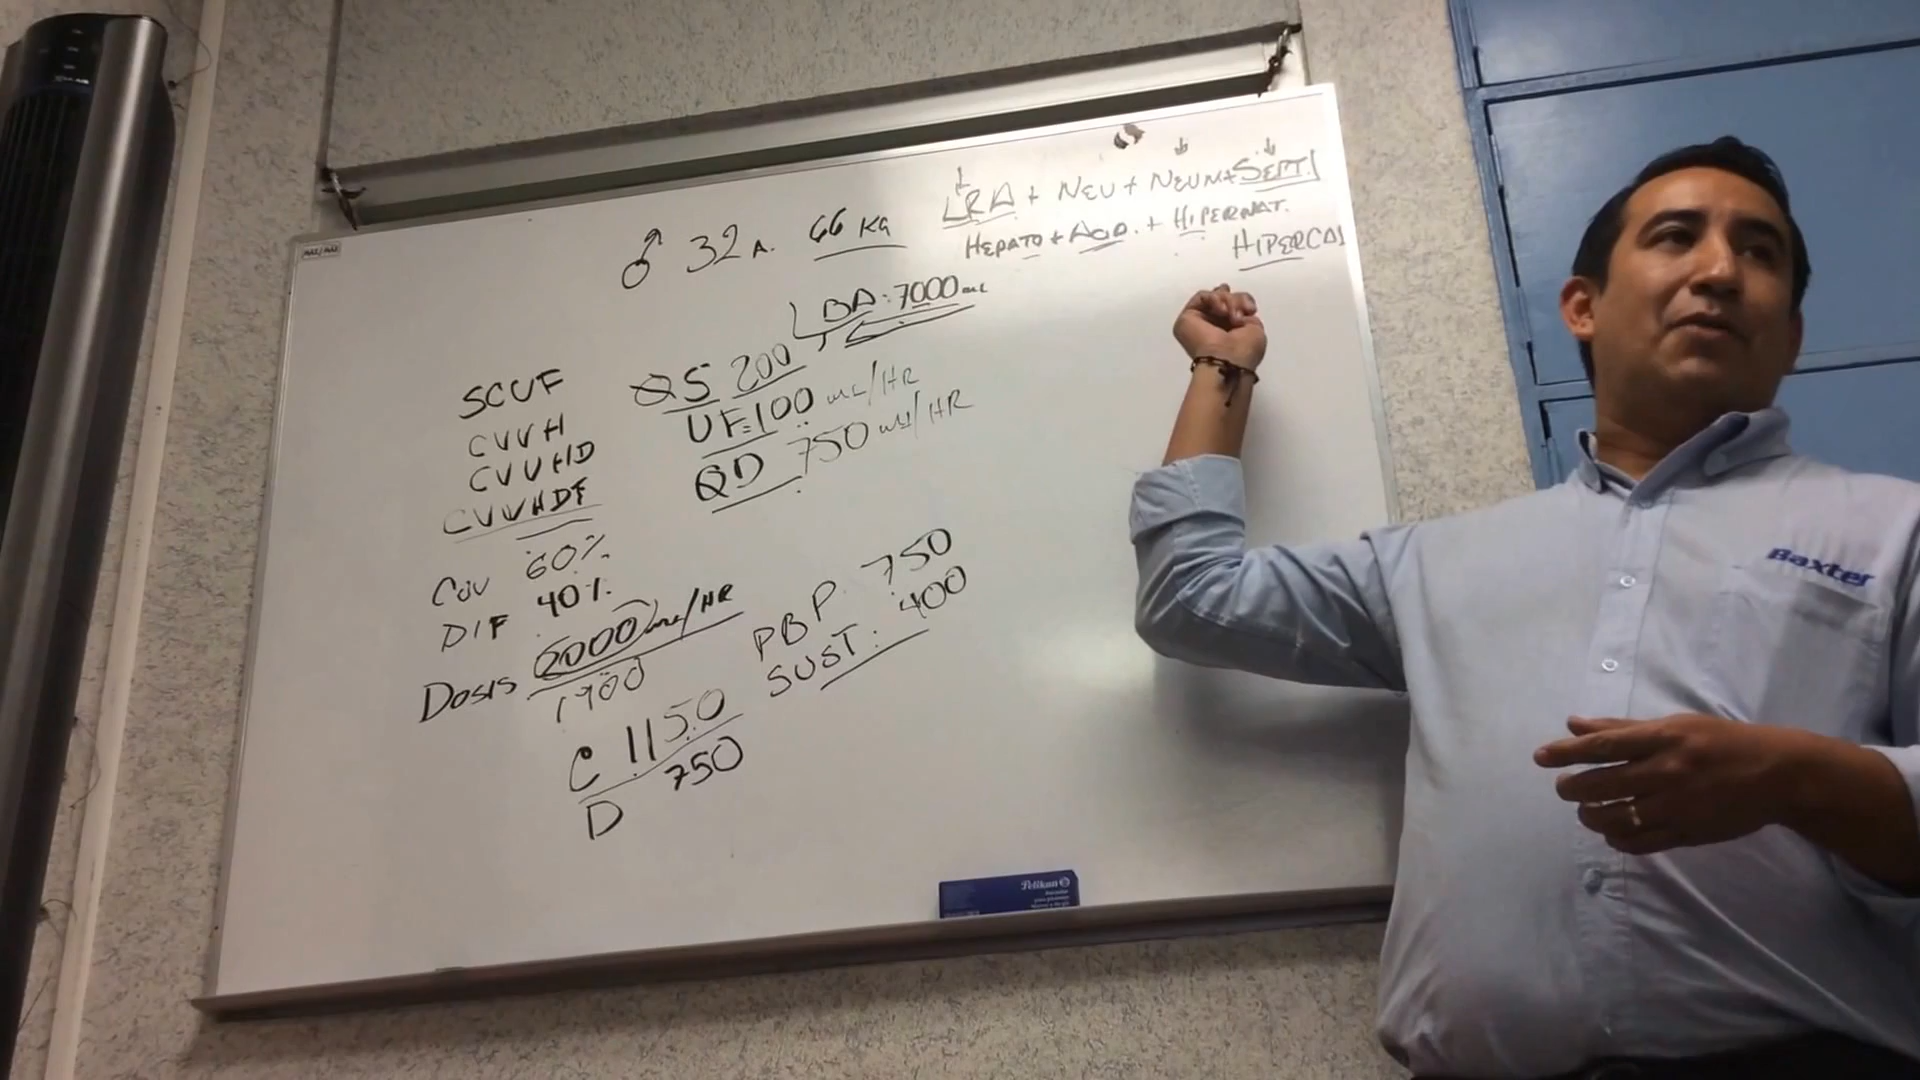 ♂ 32 A. 66 KG
LRA + NEU + NEUM + SEPT.
HEPATO + ACID. + HIPERNAT.
HIPERCAL
BA: 7000 mL
QS 200
UF=100 mL/HR
QD 750 mL/HR
SCUF
CVVH
CVVHD
CVVHDF
CONV 60%
DIF 40%
DOSIS 2000 mL/HR
1900
C 1150
D 750
PBP 750
SUST: 400
Pelikan
Baxter